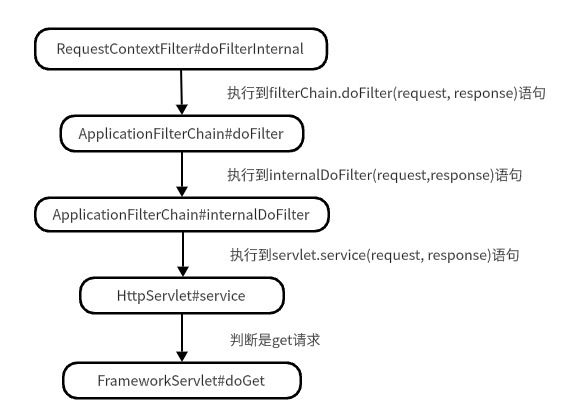 RequestContextFilter#doFilterInternal
执行到filterChain.doFilter(request, response)语句
ApplicationFilterChain#doFilter
执行到internalDoFilter(request,response)语句
ApplicationFilterChain#internalDoFilter
执行到servlet.service(request, response)语句
HttpServlet#service
判断是get请求
FrameworkServlet#doGet